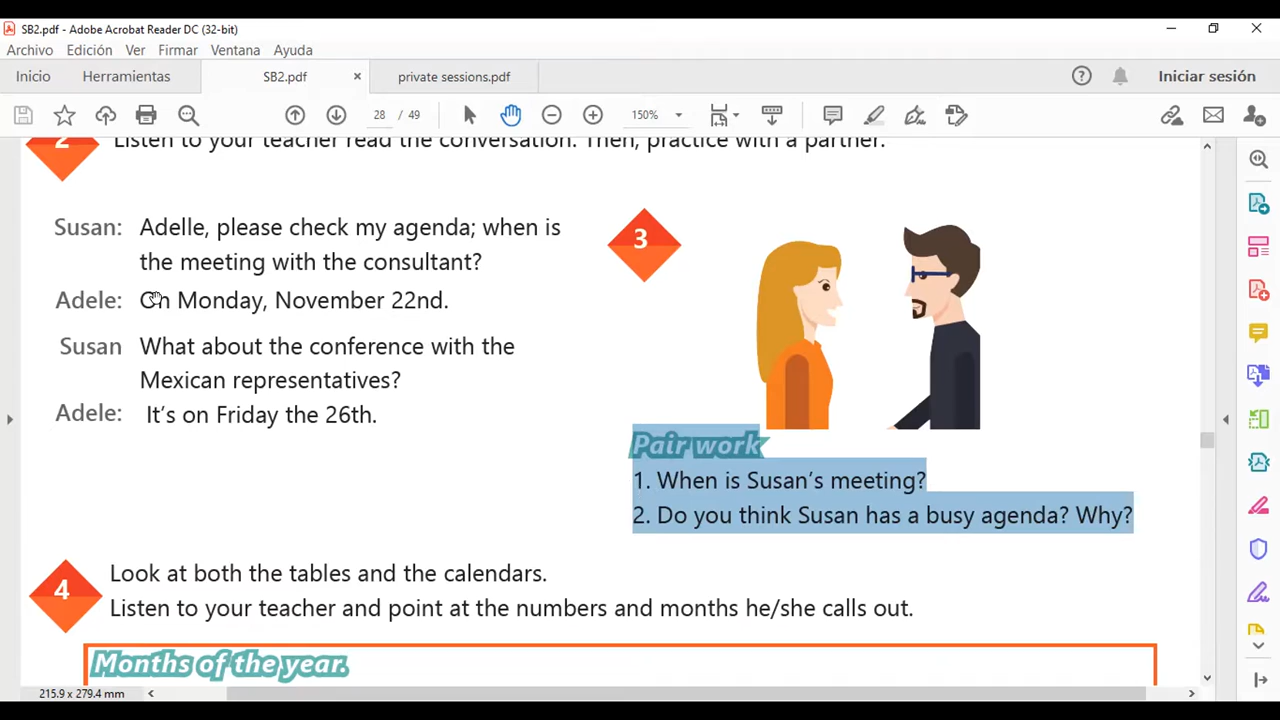 SB2.pdf - Adobe Acrobat Reader DC (32-bit)
Archivo Edición Ver Firmar Ventana Ayuda
Inicio Herramientas SB2.pdf × private sessions.pdf Iniciar sesión
28 / 49 150%
2 Listen to your teacher read the conversation. Then, practice with a partner.
Susan: Adelle, please check my agenda; when is
the meeting with the consultant?
Adele: On Monday, November 22nd.
Susan What about the conference with the
Mexican representatives?
Adele: It's on Friday the 26th.
3
Pair work
1. When is Susan's meeting?
2. Do you think Susan has a busy agenda? Why?
4 Look at both the tables and the calendars.
Listen to your teacher and point at the numbers and months he/she calls out.
Months of the year.
215.9 x 279.4 mm